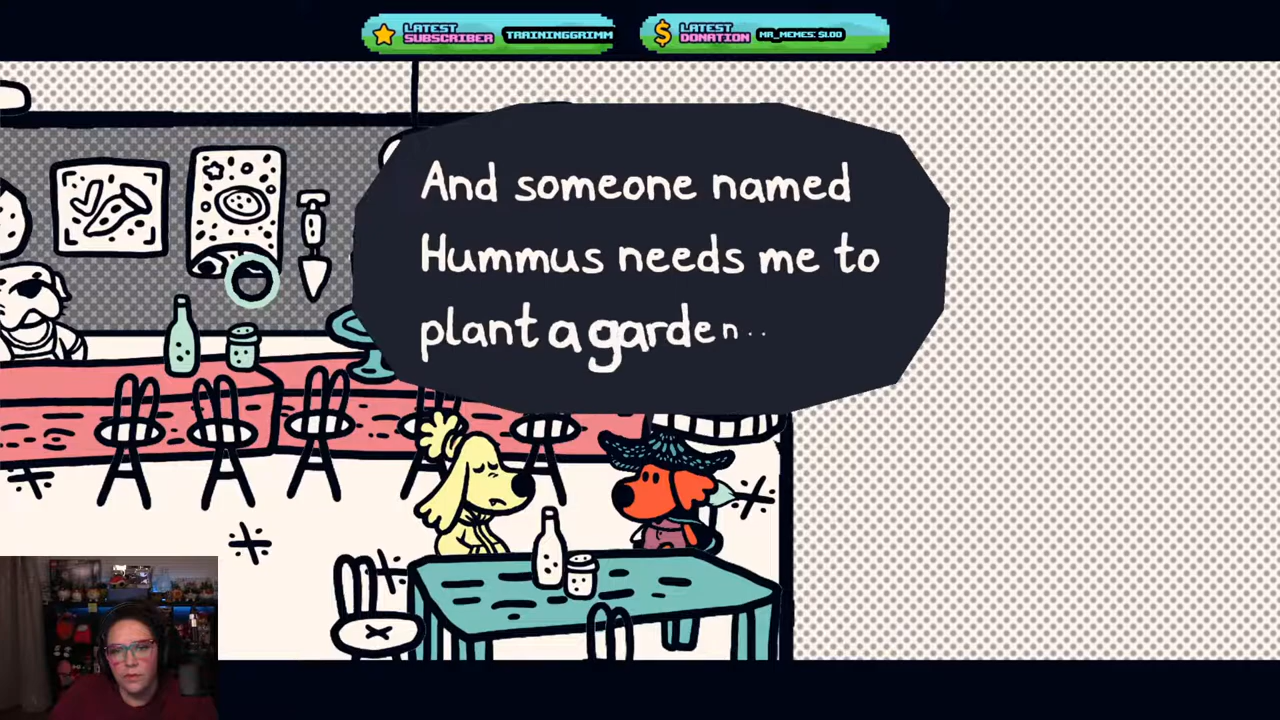 LATEST
SUBSCRIBER
TRAININGGRIMM
LATEST
DONATION
MR_MEMES: $1.00
And someone named
Hummus needs me to
plant a garden..